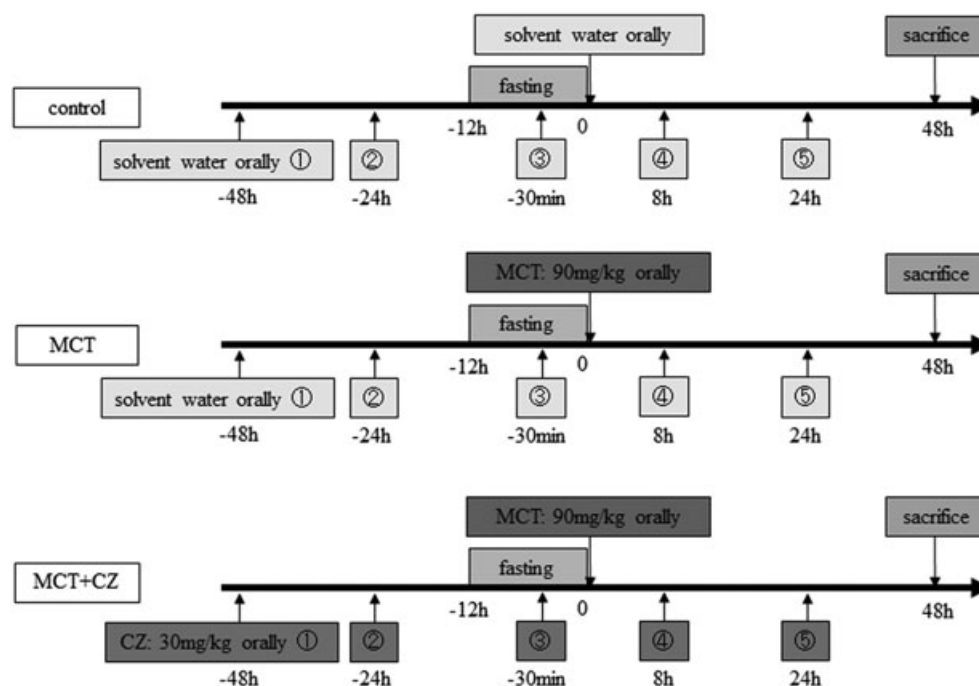 solvent water orally
sacrifice
fasting
control
-12h
0
48h
solvent water orally ①
②
③
④
⑤
-48h
-24h
-30min
8h
24h
MCT: 90mg/kg orally
sacrifice
fasting
MCT
-12h
0
48h
solvent water orally ①
②
③
④
⑤
-48h
-24h
-30min
8h
24h
MCT: 90mg/kg orally
sacrifice
fasting
MCT+CZ
-12h
0
48h
CZ: 30mg/kg orally ①
②
③
④
⑤
-48h
-24h
-30min
8h
24h